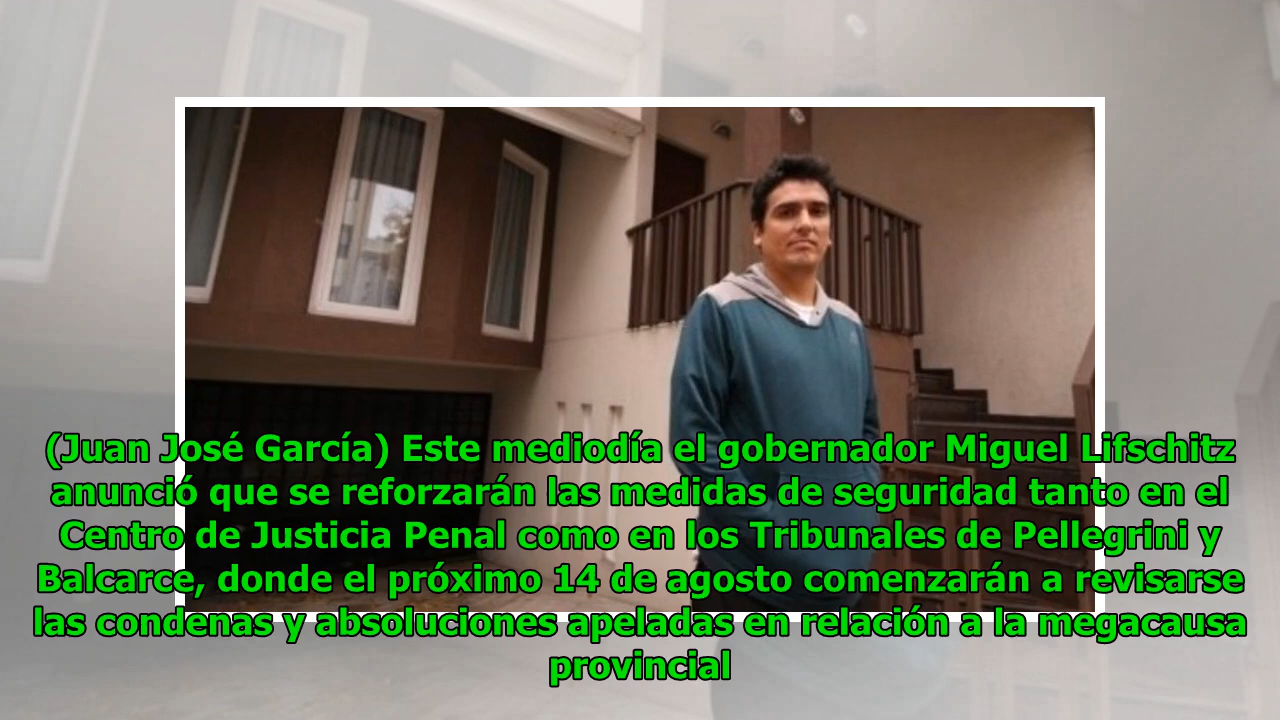 (Juan José García) Este mediodía el gobernador Miguel Lifschitz
anunció que se reforzarán las medidas de seguridad tanto en el
Centro de Justicia Penal como en los Tribunales de Pellegrini y
Balcarce, donde el próximo 14 de agosto comenzarán a revisarse
las condenas y absoluciones apeladas en relación a la megacausa
provincial